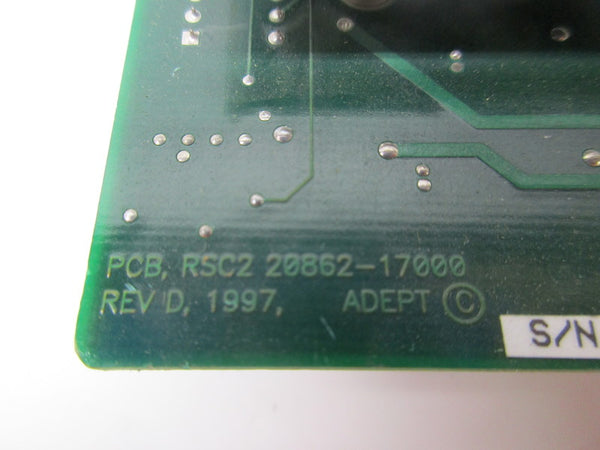 PCB, RSC2 20862-17000
REV D, 1997, ADEPT ©
S/N